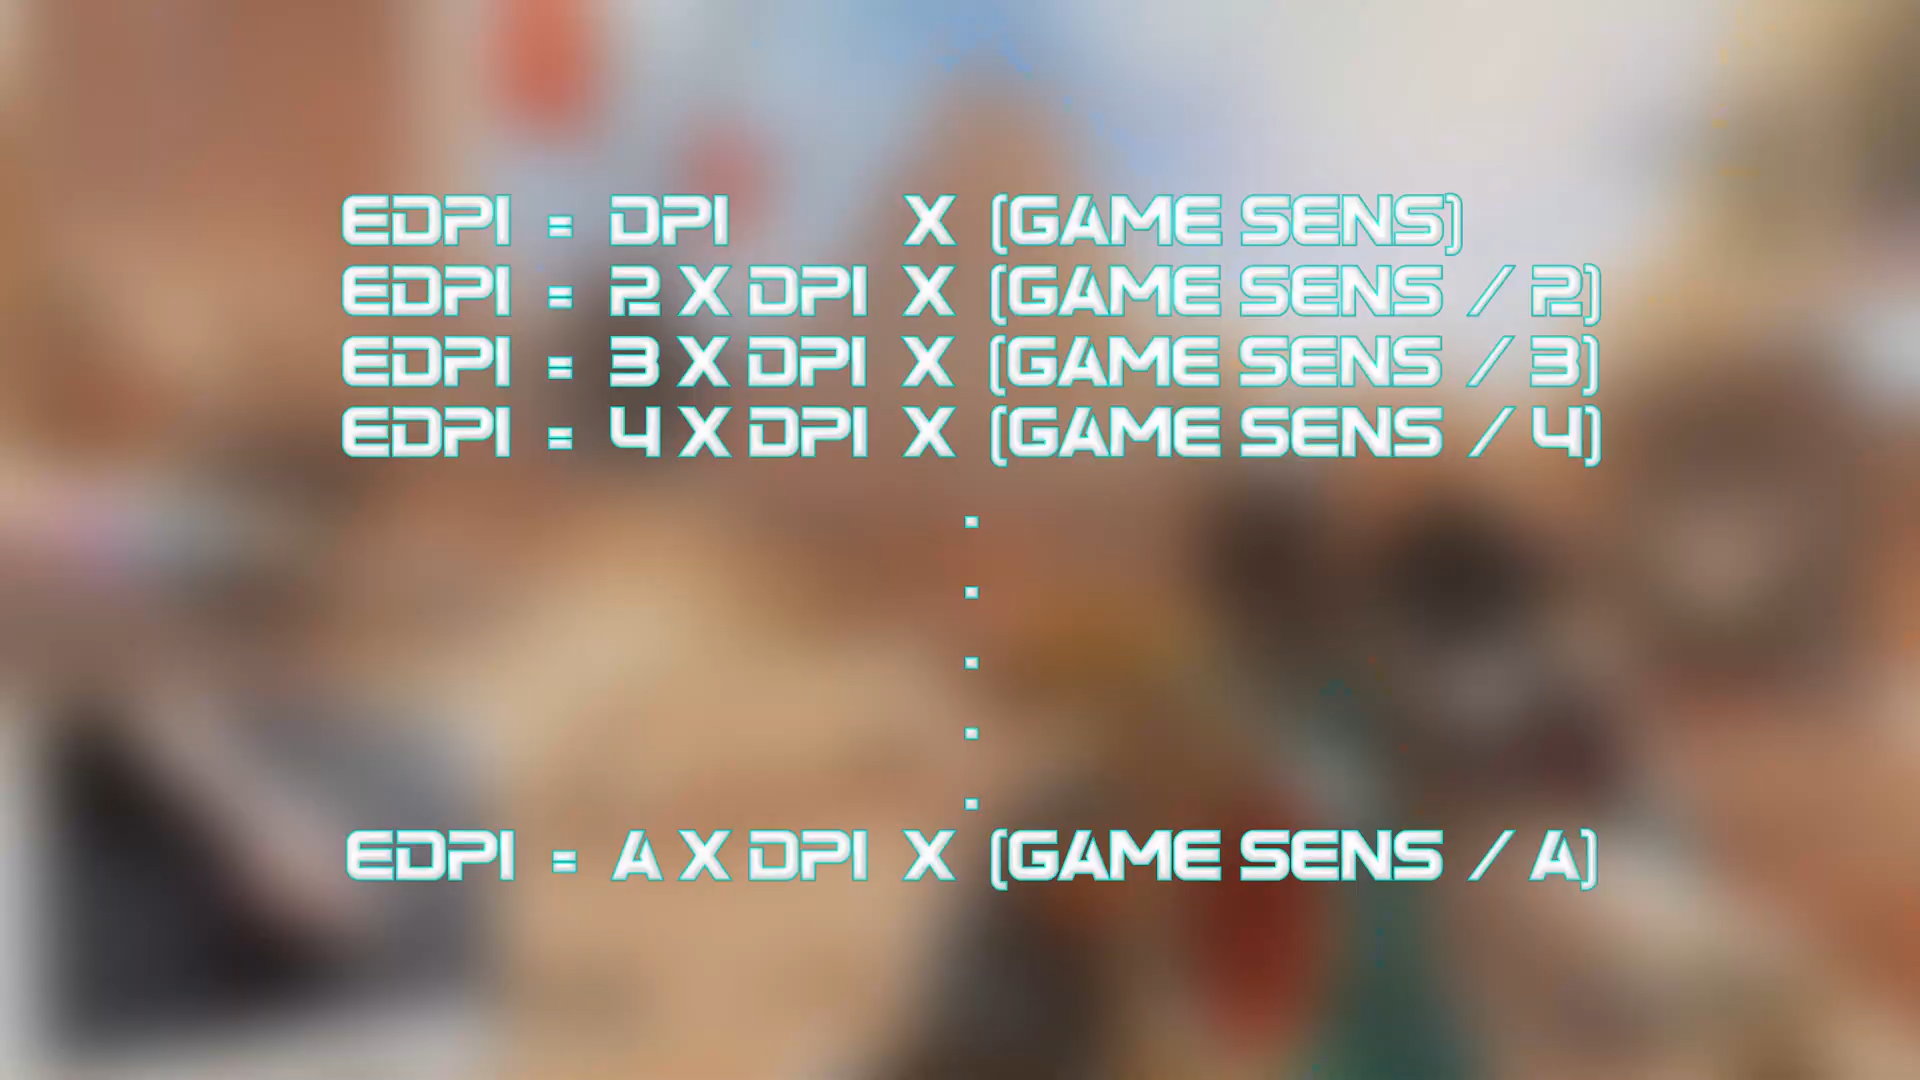 EDPI = DPI X (GAME SENS)
EDPI = 2 X DPI X (GAME SENS / 2)
EDPI = 3 X DPI X (GAME SENS / 3)
EDPI = 4 X DPI X (GAME SENS / 4)
.
.
.
.
.
EDPI = A X DPI X (GAME SENS / A)